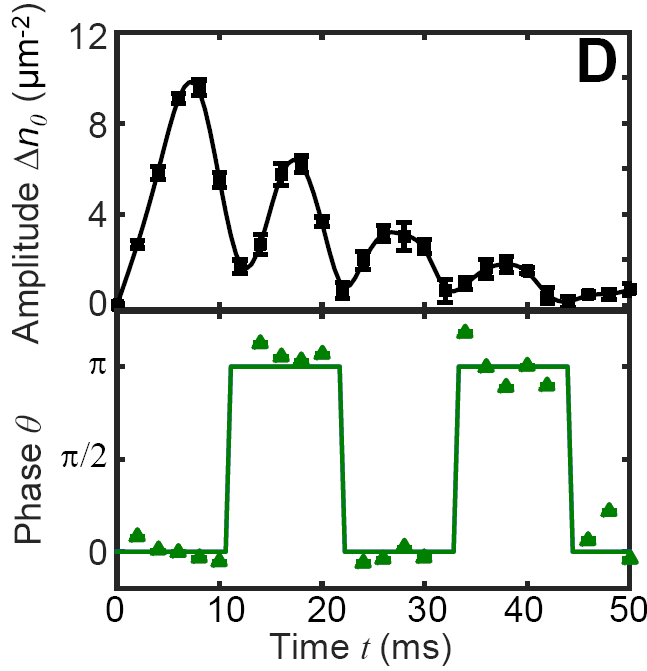 D
Amplitude Δn₀ (μm⁻²)
12
8
4
0
Phase θ
π
π/2
0
0 10 20 30 40 50
Time t (ms)